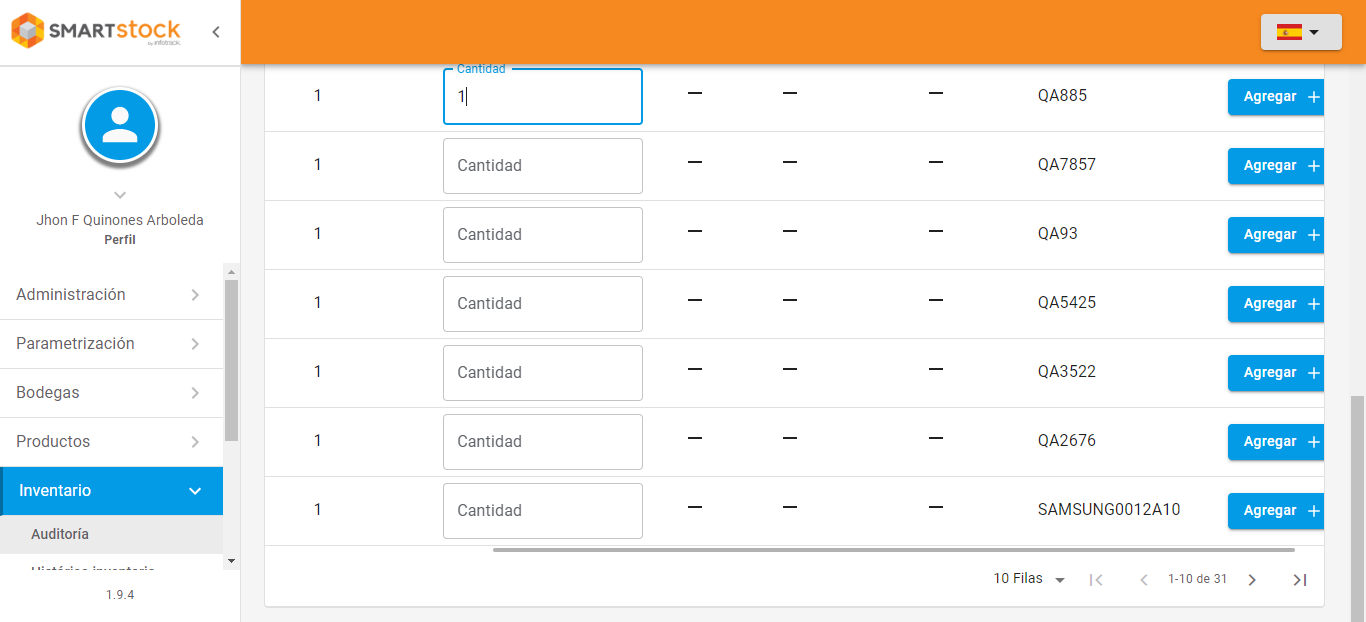 SMARTSTOCK
by infotrack
Jhon F Quinones Arboleda
Perfil
Administración
Parametrización
Bodegas
Productos
Inventario
Auditoría
Histórico inventario
1.9.4
Cantidad
1 1 — — — QA885 Agregar +
1 Cantidad — — — QA7857 Agregar +
1 Cantidad — — — QA93 Agregar +
1 Cantidad — — — QA5425 Agregar +
1 Cantidad — — — QA3522 Agregar +
1 Cantidad — — — QA2676 Agregar +
1 Cantidad — — — SAMSUNG0012A10 Agregar +
10 Filas 1-10 de 31